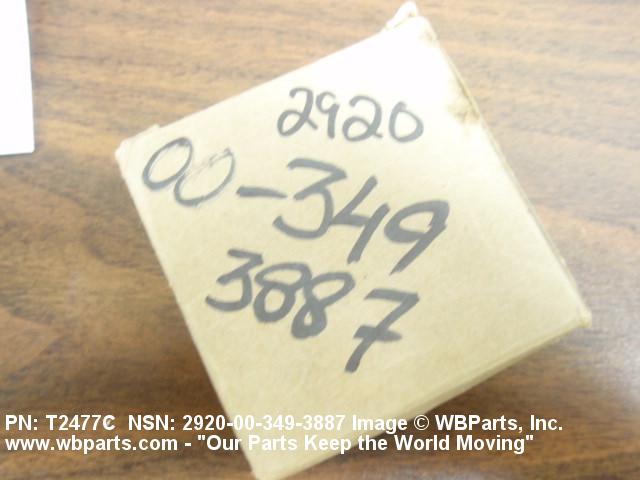 2920
00-349
3887
PN: T2477C NSN: 2920-00-349-3887 Image © WBParts, Inc.
www.wbparts.com - "Our Parts Keep the World Moving"